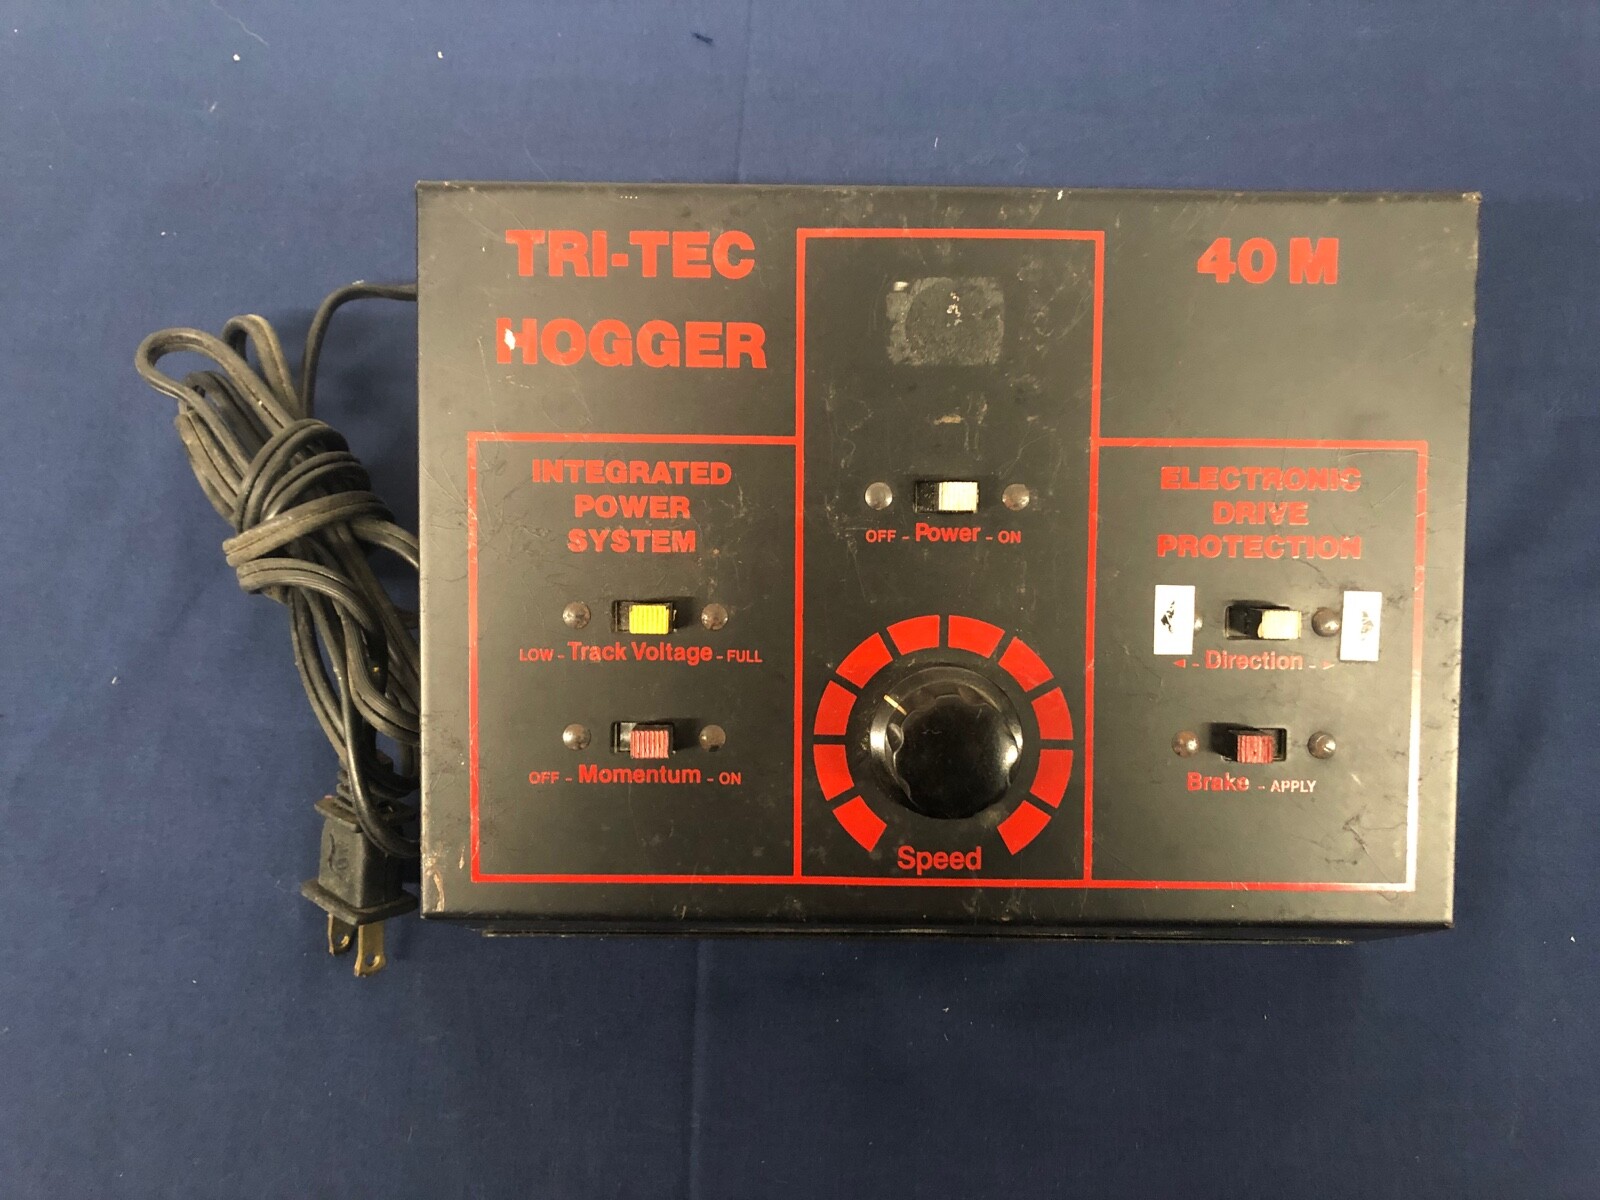 TRI-TEC
HOGGER
40 M
INTEGRATED
POWER
SYSTEM
LOW - Track Voltage - FULL
OFF - Momentum - ON
OFF - Power - ON
Speed
ELECTRONIC
DRIVE
PROTECTION
◄ - Direction - ►
Brake - APPLY